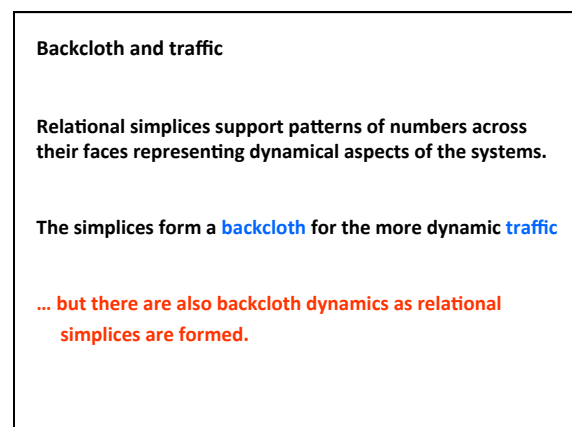 Backcloth and traffic
Relational simplices support patterns of numbers across
their faces representing dynamical aspects of the systems.
The simplices form a backcloth for the more dynamic traffic
… but there are also backcloth dynamics as relational
simplices are formed.